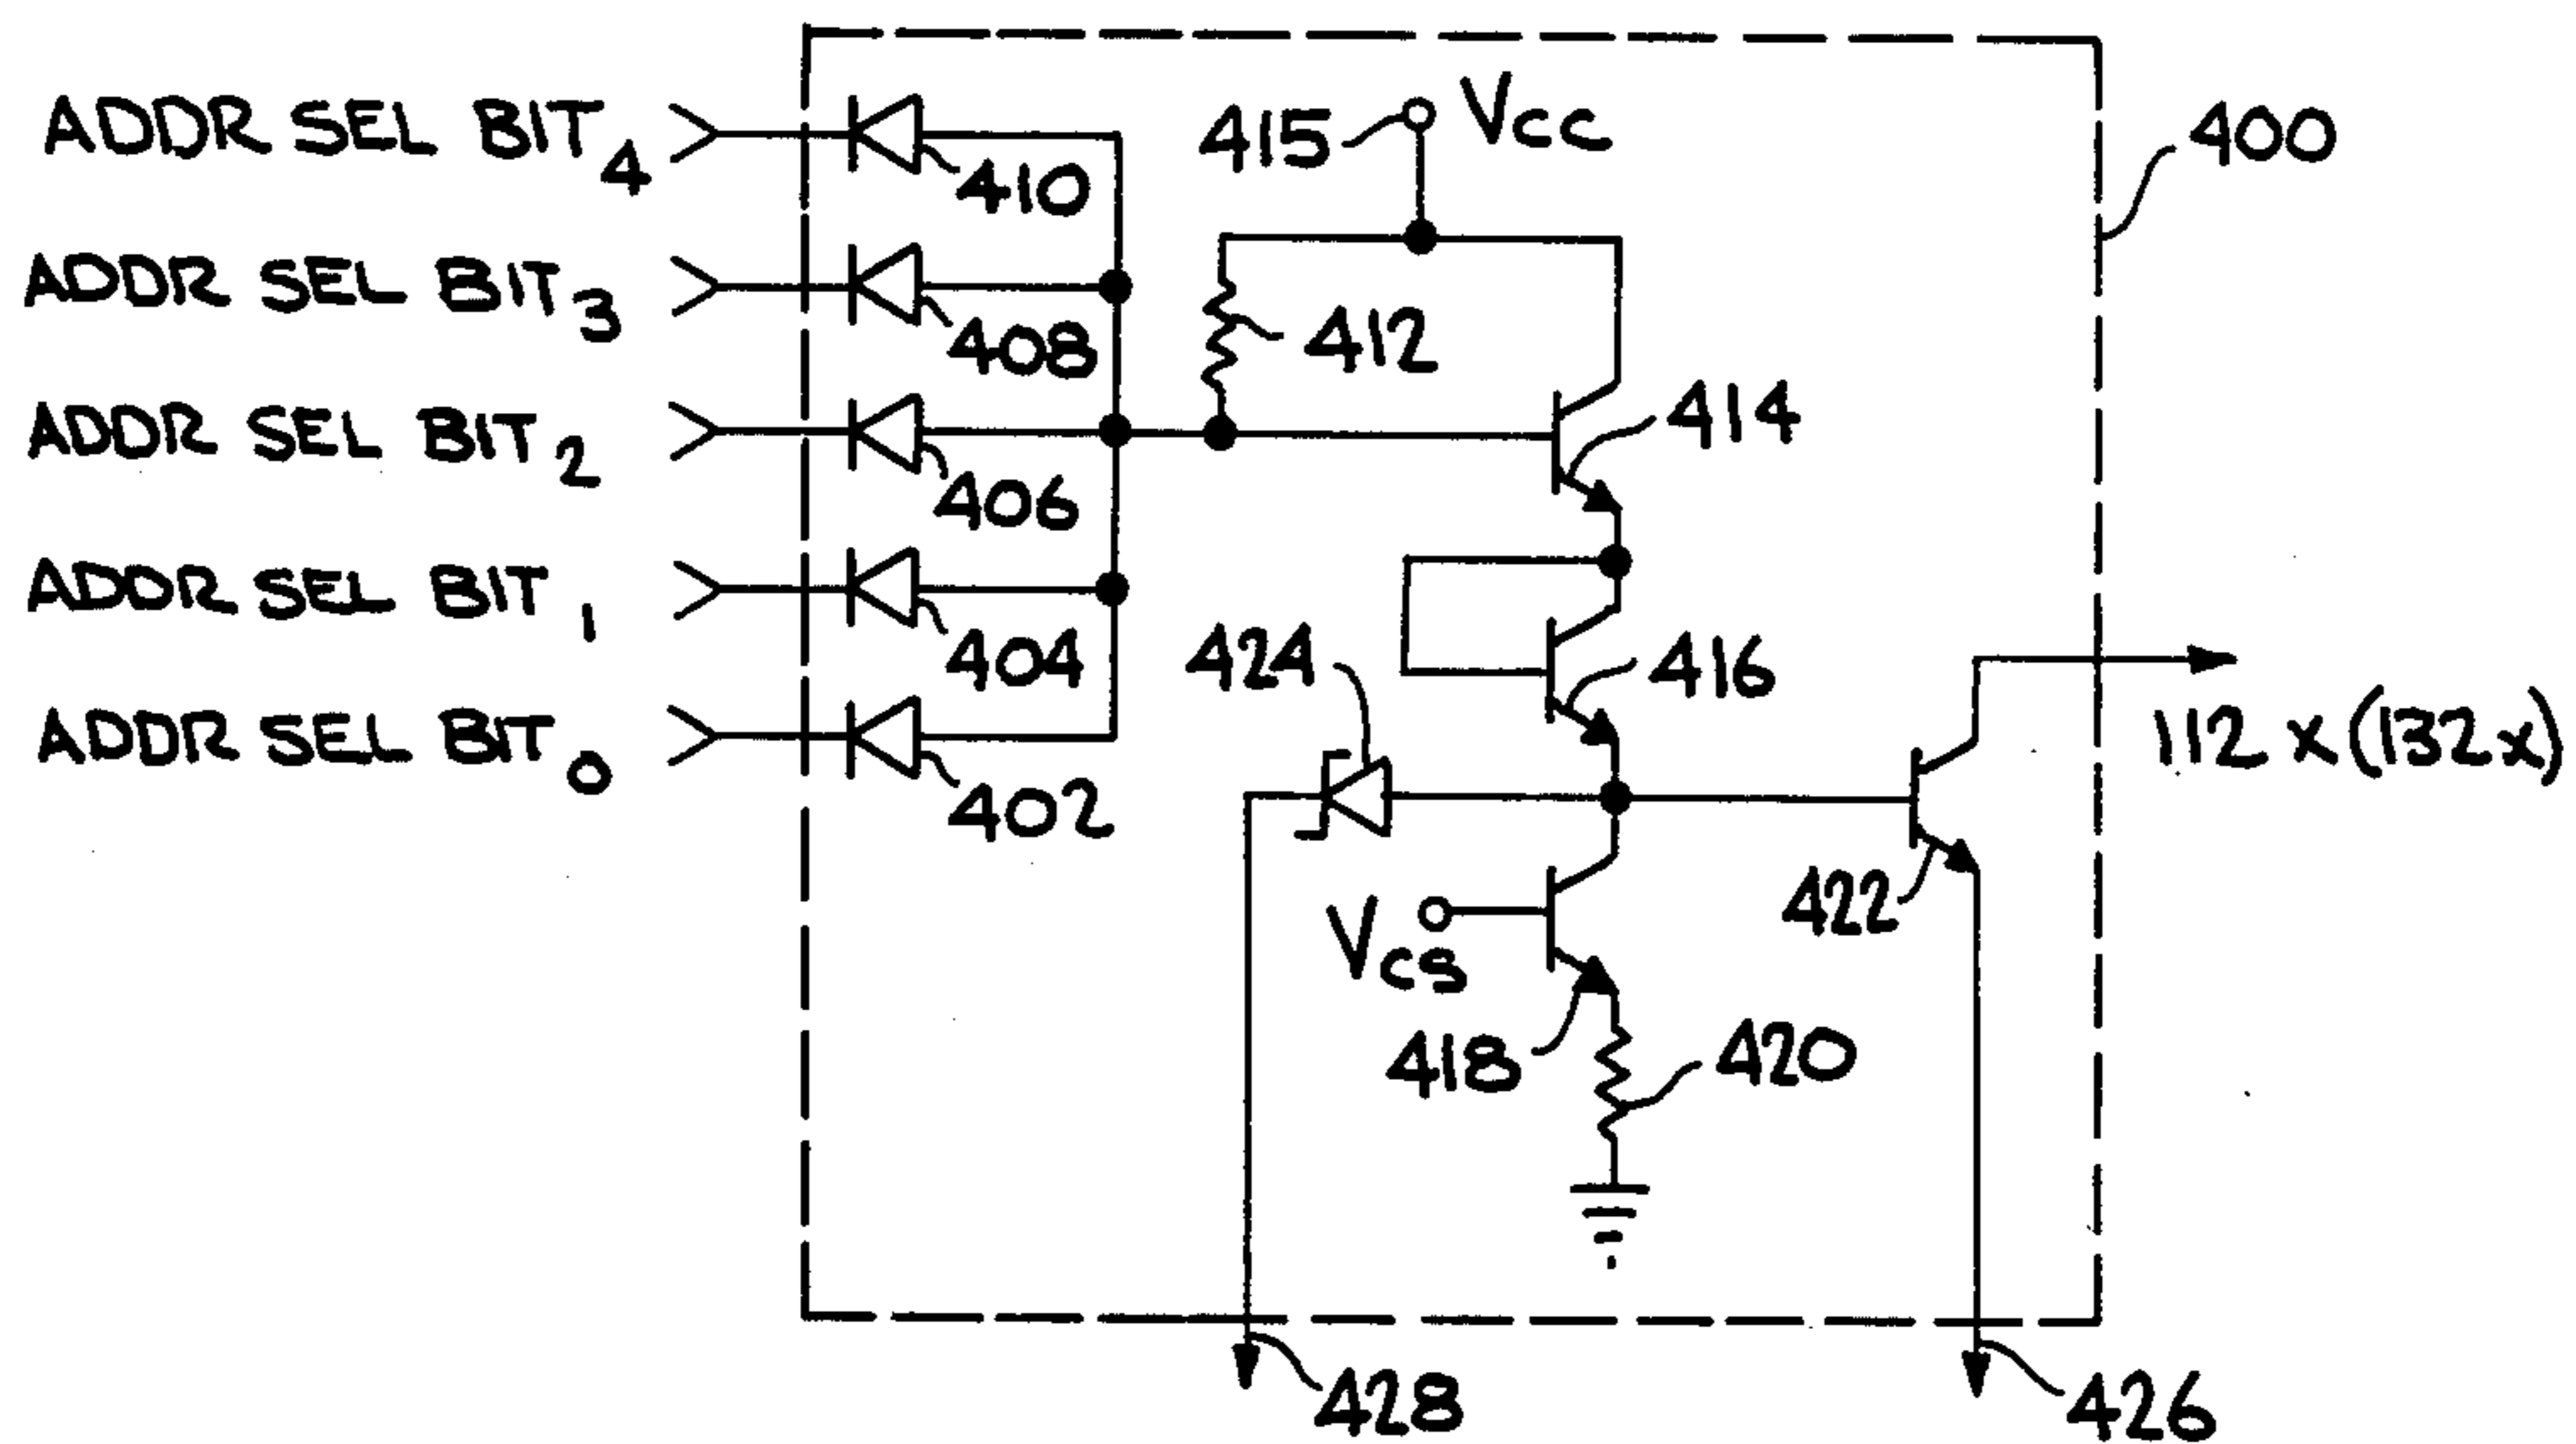 ADDR SEL BIT4
410
415
VCC
400
ADDR SEL BIT3
408
412
ADDR SEL BIT2
406
414
ADDR SEL BIT1
404
424
416
112x(132x)
ADDR SEL BIT0
402
422
VCS
418
420
428
426